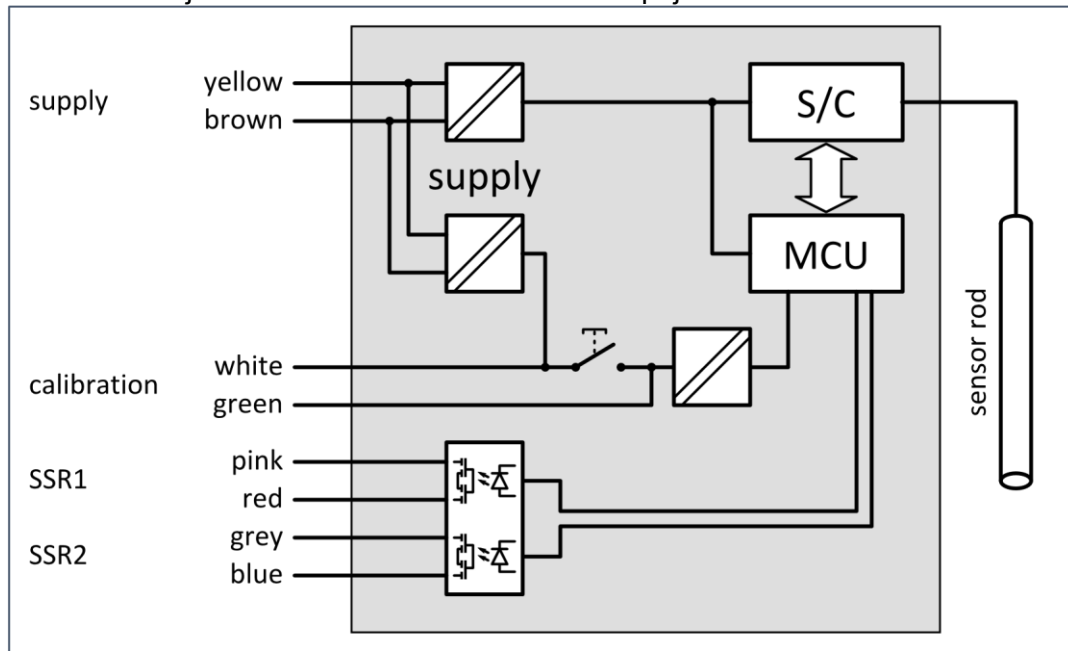 supply
yellow
brown
S/C
supply
MCU
white
calibration
green
sensor rod
pink
SSR1
red
grey
SSR2
blue